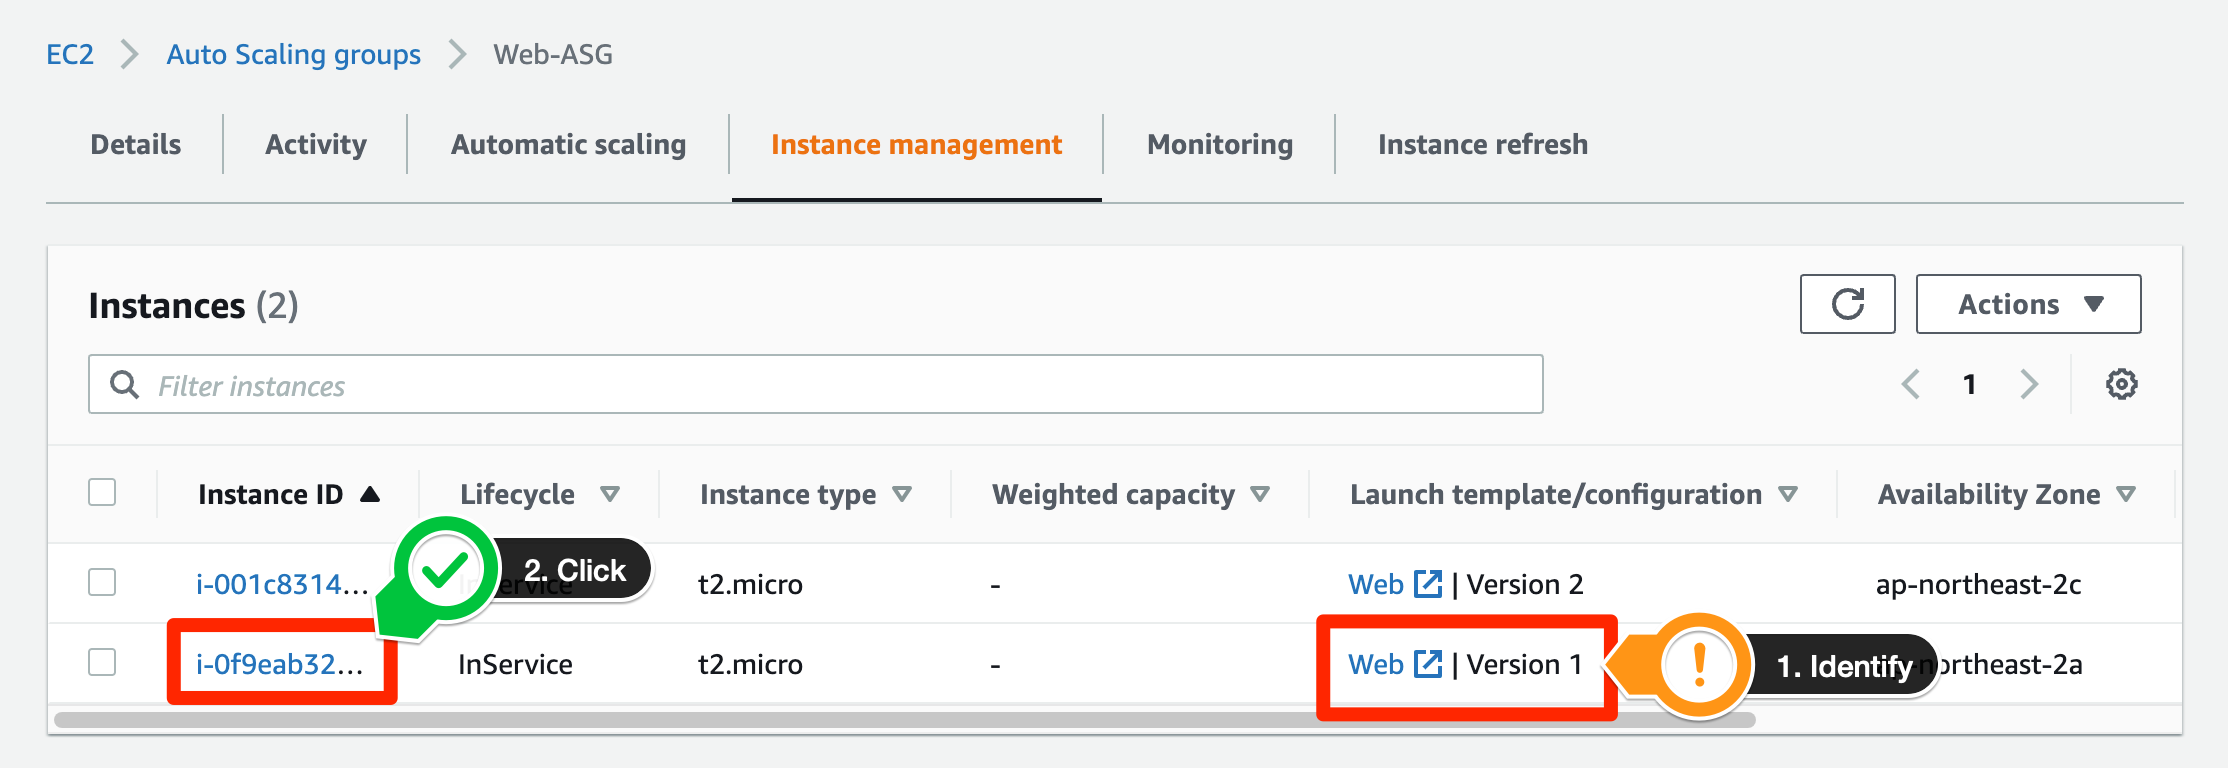 EC2 > Auto Scaling groups > Web-ASG
Details Activity Automatic scaling Instance management Monitoring Instance refresh
Instances (2)
Actions
Filter instances
1
Instance ID Lifecycle Instance type Weighted capacity Launch template/configuration Availability Zone
i-001c8314... 2. Click t2.micro - Web | Version 2 ap-northeast-2c
i-0f9eab32... InService t2.micro - Web | Version 1 1. Identify northeast-2a